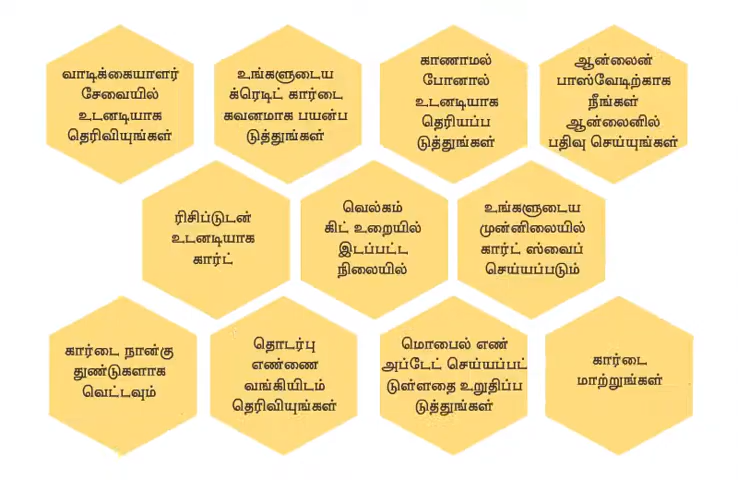 வாடிக்கையாளர்
சேவையில்
உடனடியாக
தெரிவியுங்கள்
உங்களுடைய
க்ரெடிட் கார்டை
கவனமாக பயன்ப
டுத்துங்கள்
காணாமல்
போனால்
உடனடியாக
தெரியப்ப
டுத்துங்கள்
ஆன்லைன்
பாஸ்வேடிற்காக
நீங்கள்
ஆன்லைனில்
பதிவு செய்யுங்கள்
ரிசிப்டுடன்
உடனடியாக
கார்ட்
வெல்கம்
கிட் உறையில்
இடப்பட்ட
நிலையில்
உங்களுடைய
முன்னிலையில்
கார்ட் ஸ்வைப்
செய்யப்படும்
கார்டை நான்கு
துண்டுகளாக
வெட்டவும்
தொடர்பு
எண்ணை
வங்கியிடம்
தெரிவியுங்கள்
மொபைல் எண்
அப்டேட் செய்யப்பட்
டுள்ளதை உறுதிப்ப
டுத்துங்கள்
கார்டை
மாற்றுங்கள்